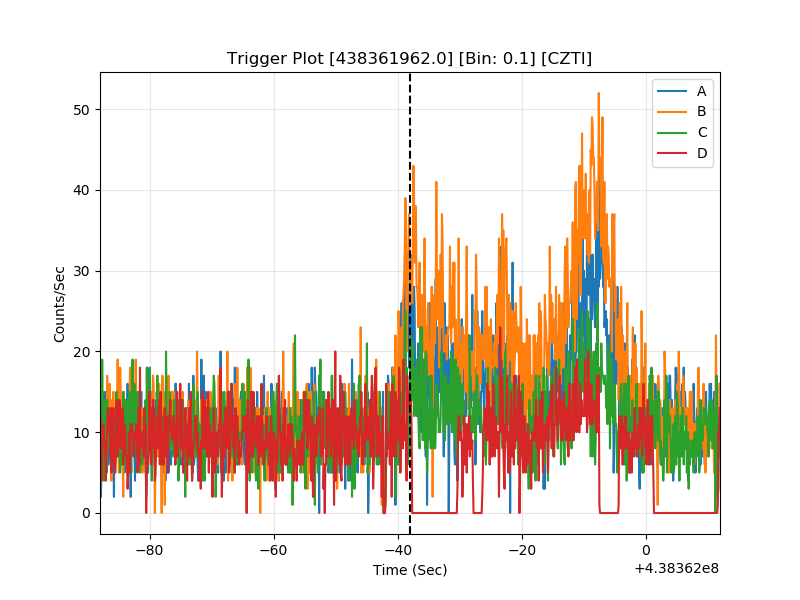 Trigger Plot [438361962.0] [Bin: 0.1] [CZTI]
Counts/Sec
50
40
30
20
10
0
A
B
C
D
−80
−60
−40
−20
0
+4.38362e8
Time (Sec)